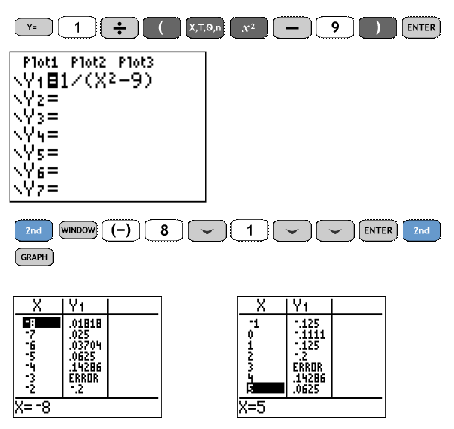 Y= 1 ÷ ( X,T,Θ,n x² − 9 ) ENTER
Plot1 Plot2 Plot3
\Y1=1/(X²-9)
\Y2=
\Y3=
\Y4=
\Y5=
\Y6=
\Y7=
2nd WINDOW (−) 8 1 ENTER 2nd
GRAPH
X Y1
-8 .01818
-7 .025
-6 .03704
-5 .0625
-4 .14286
-3 ERROR
-2 -.2
X=-8
X Y1
-1 -.125
0 -.1111
1 -.125
2 -.2
3 ERROR
4 .14286
5 .0625
X=5